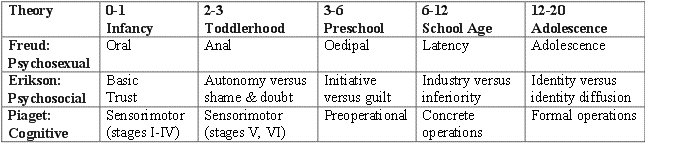 Theory 0-1 Infancy 2-3 Toddlerhood 3-6 Preschool 6-12 School Age 12-20 Adolescence
Freud: Psychosexual Oral Anal Oedipal Latency Adolescence
Erikson: Psychosocial Basic Trust Autonomy versus shame & doubt Initiative versus guilt Industry versus inferiority Identity versus identity diffusion
Piaget: Cognitive Sensorimotor (stages I-IV) Sensorimotor (stages V, VI) Preoperational Concrete operations Formal operations